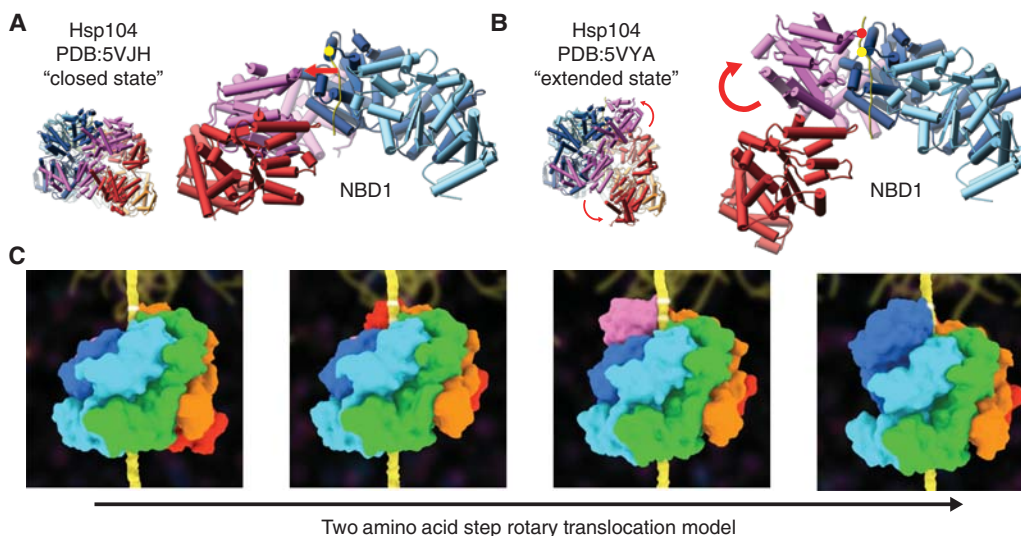 A
Hsp104
PDB:5VJH
“closed state”
NBD1
B
Hsp104
PDB:5VYA
“extended state”
NBD1
C
Two amino acid step rotary translocation model